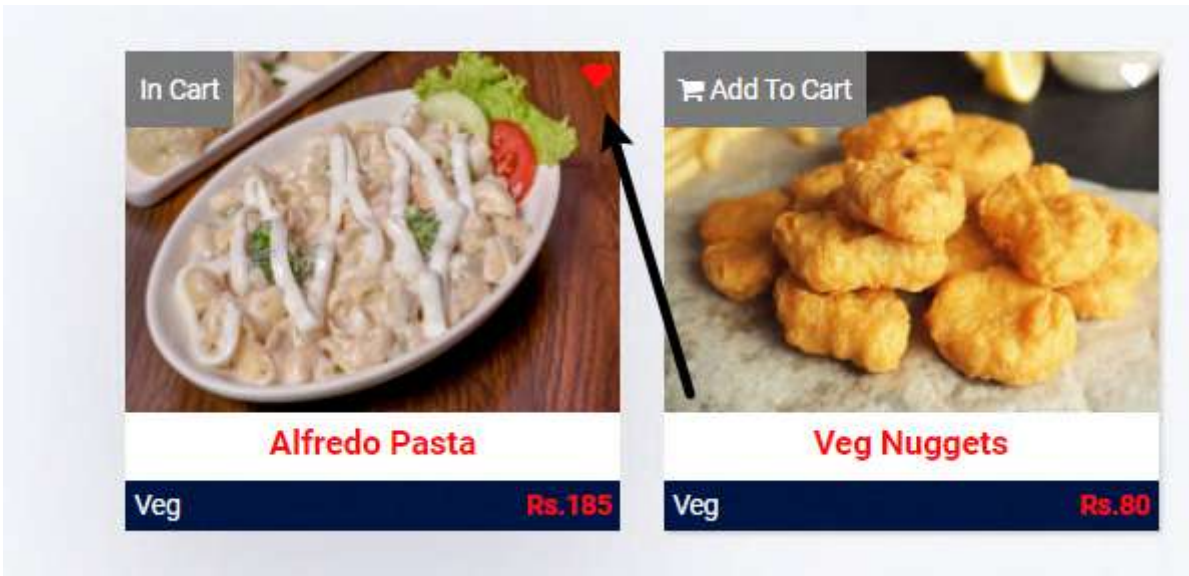 In Cart
Alfredo Pasta
Veg Rs.185
Add To Cart
Veg Nuggets
Veg Rs.80